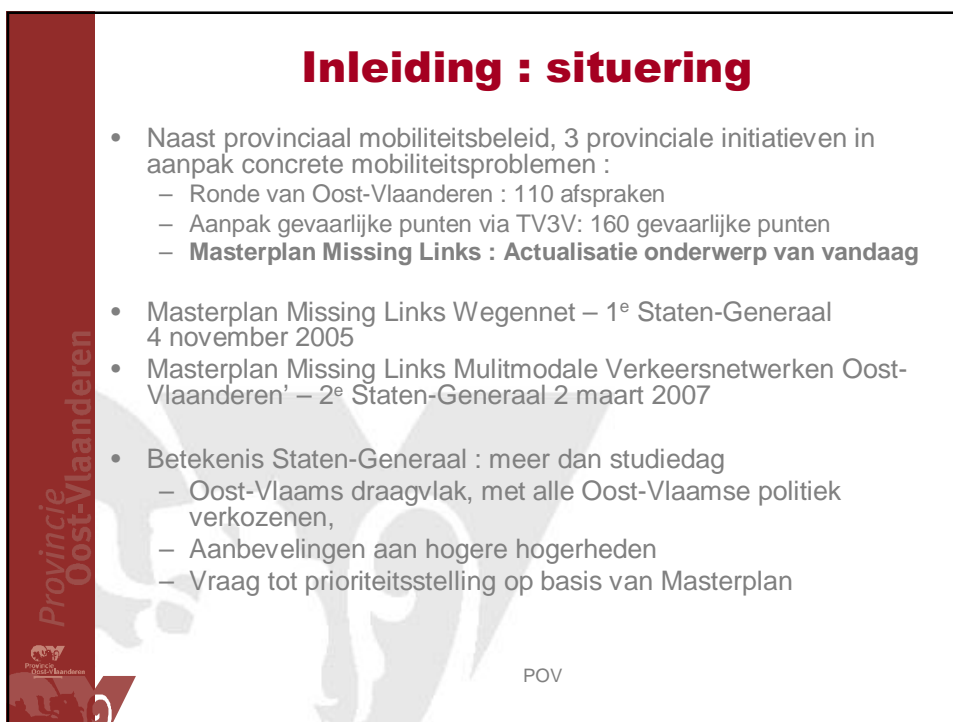 Inleiding : situering
• Naast provinciaal mobiliteitsbeleid, 3 provinciale initiatieven in
aanpak concrete mobiliteitsproblemen :
– Ronde van Oost-Vlaanderen : 110 afspraken
– Aanpak gevaarlijke punten via TV3V: 160 gevaarlijke punten
– Masterplan Missing Links : Actualisatie onderwerp van vandaag
• Masterplan Missing Links Wegennet – 1e Staten-Generaal
4 november 2005
• Masterplan Missing Links Mulitmodale Verkeersnetwerken Oost-
Vlaanderen’ – 2e Staten-Generaal 2 maart 2007
• Betekenis Staten-Generaal : meer dan studiedag
– Oost-Vlaams draagvlak, met alle Oost-Vlaamse politiek
verkozenen,
– Aanbevelingen aan hogere hogerheden
– Vraag tot prioriteitsstelling op basis van Masterplan
Provincie
Oost-Vlaanderen
Provincie
Oost-Vlaanderen
POV